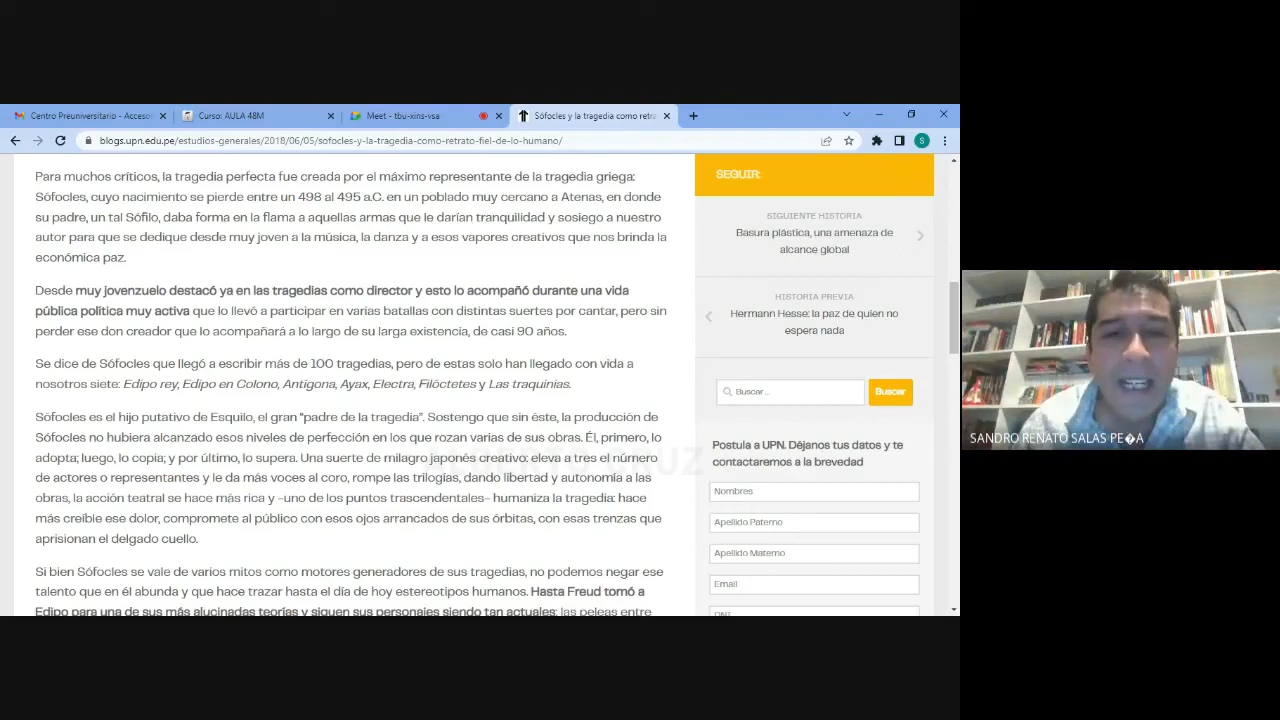 Centro Preuniversitario - Acceso
Curso: AULA 48M
Meet - tbu-xins-vsa
Sófocles y la tragedia como retra
blogs.upn.edu.pe/estudios-generales/2018/06/05/sofocles-y-la-tragedia-como-retrato-fiel-de-lo-humano/
S
Para muchos críticos, la tragedia perfecta fue creada por el máximo representante de la tragedia griega:
Sófocles, cuyo nacimiento se pierde entre un 498 al 495 a.C. en un poblado muy cercano a Atenas, en donde
su padre, un tal Sófilo, daba forma en la flama a aquellas armas que le darían tranquilidad y sosiego a nuestro
autor para que se dedique desde muy joven a la música, la danza y a esos vapores creativos que nos brinda la
económica paz.
Desde muy jovenzuelo destacó ya en las tragedias como director y esto lo acompañó durante una vida
pública política muy activa que lo llevó a participar en varias batallas con distintas suertes por cantar, pero sin
perder ese don creador que lo acompañará a lo largo de su larga existencia, de casi 90 años.
Se dice de Sófocles que llegó a escribir más de 100 tragedias, pero de estas solo han llegado con vida a
nosotros siete: Edipo rey, Edipo en Colono, Antígona, Ayax, Electra, Filóctetes y Las traquinias.
Sófocles es el hijo putativo de Esquilo, el gran "padre de la tragedia". Sostengo que sin éste, la producción de
Sófocles no hubiera alcanzado esos niveles de perfección en los que rozan varias de sus obras. Él, primero, lo
adopta; luego, lo copia; y por último, lo supera. Una suerte de milagro japonés creativo: eleva a tres el número
de actores o representantes y le da más voces al coro, rompe las trilogías, dando libertad y autonomía a las
obras, la acción teatral se hace más rica y -uno de los puntos trascendentales- humaniza la tragedia: hace
más creíble ese dolor, compromete al público con esos ojos arrancados de sus órbitas, con esas trenzas que
aprisionan el delgado cuello.
Si bien Sófocles se vale de varios mitos como motores generadores de sus tragedias, no podemos negar ese
talento que en él abunda y que hace trazar hasta el día de hoy estereotipos humanos. Hasta Freud tomó a
Edipo para una de sus más alucinadas teorías y siguen sus personajes siendo tan actuales: las peleas entre
SEGUIR:
SIGUIENTE HISTORIA
Basura plástica, una amenaza de
alcance global
HISTORIA PREVIA
Hermann Hesse: la paz de quien no
espera nada
Buscar...
Buscar
Postula a UPN. Déjanos tus datos y te
contactaremos a la brevedad
Nombres
Apellido Paterno
Apellido Materno
Email
DNI
CRUZ
SANDRO RENATO SALAS PE�A